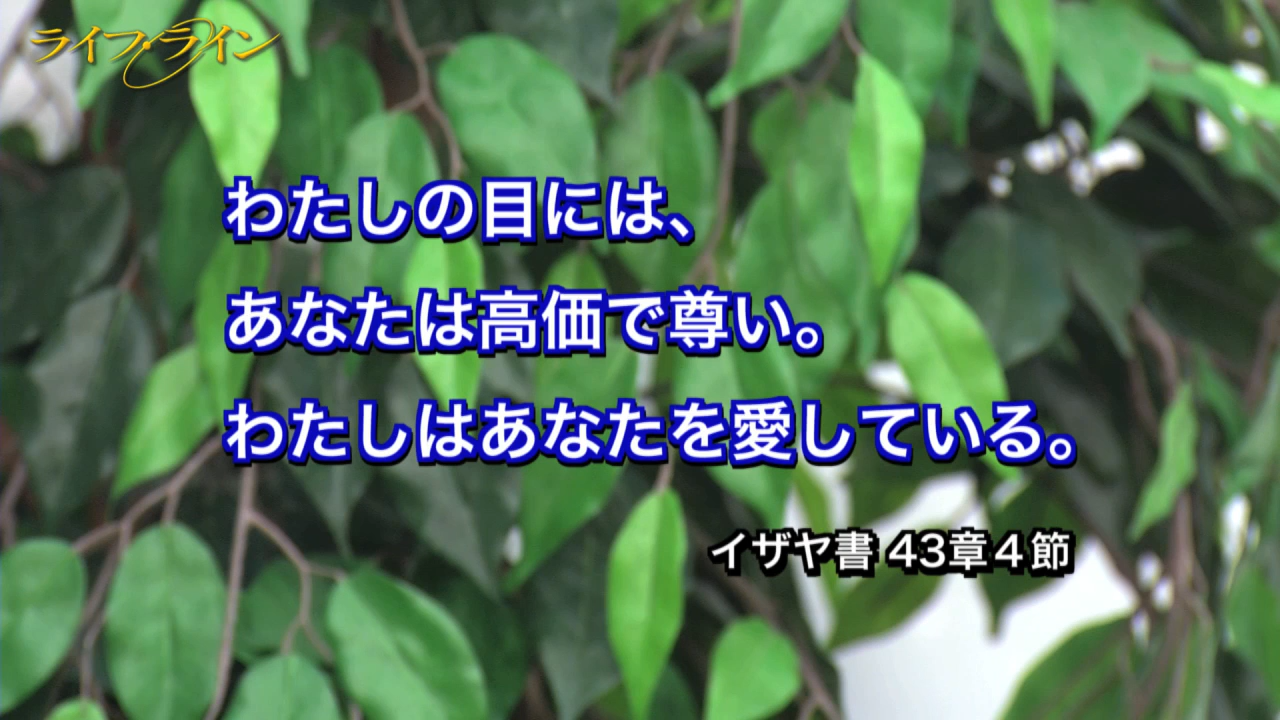 ライフ・ライン
わたしの目には、
あなたは高価で尊い。
わたしはあなたを愛している。
イザヤ書 43章４節